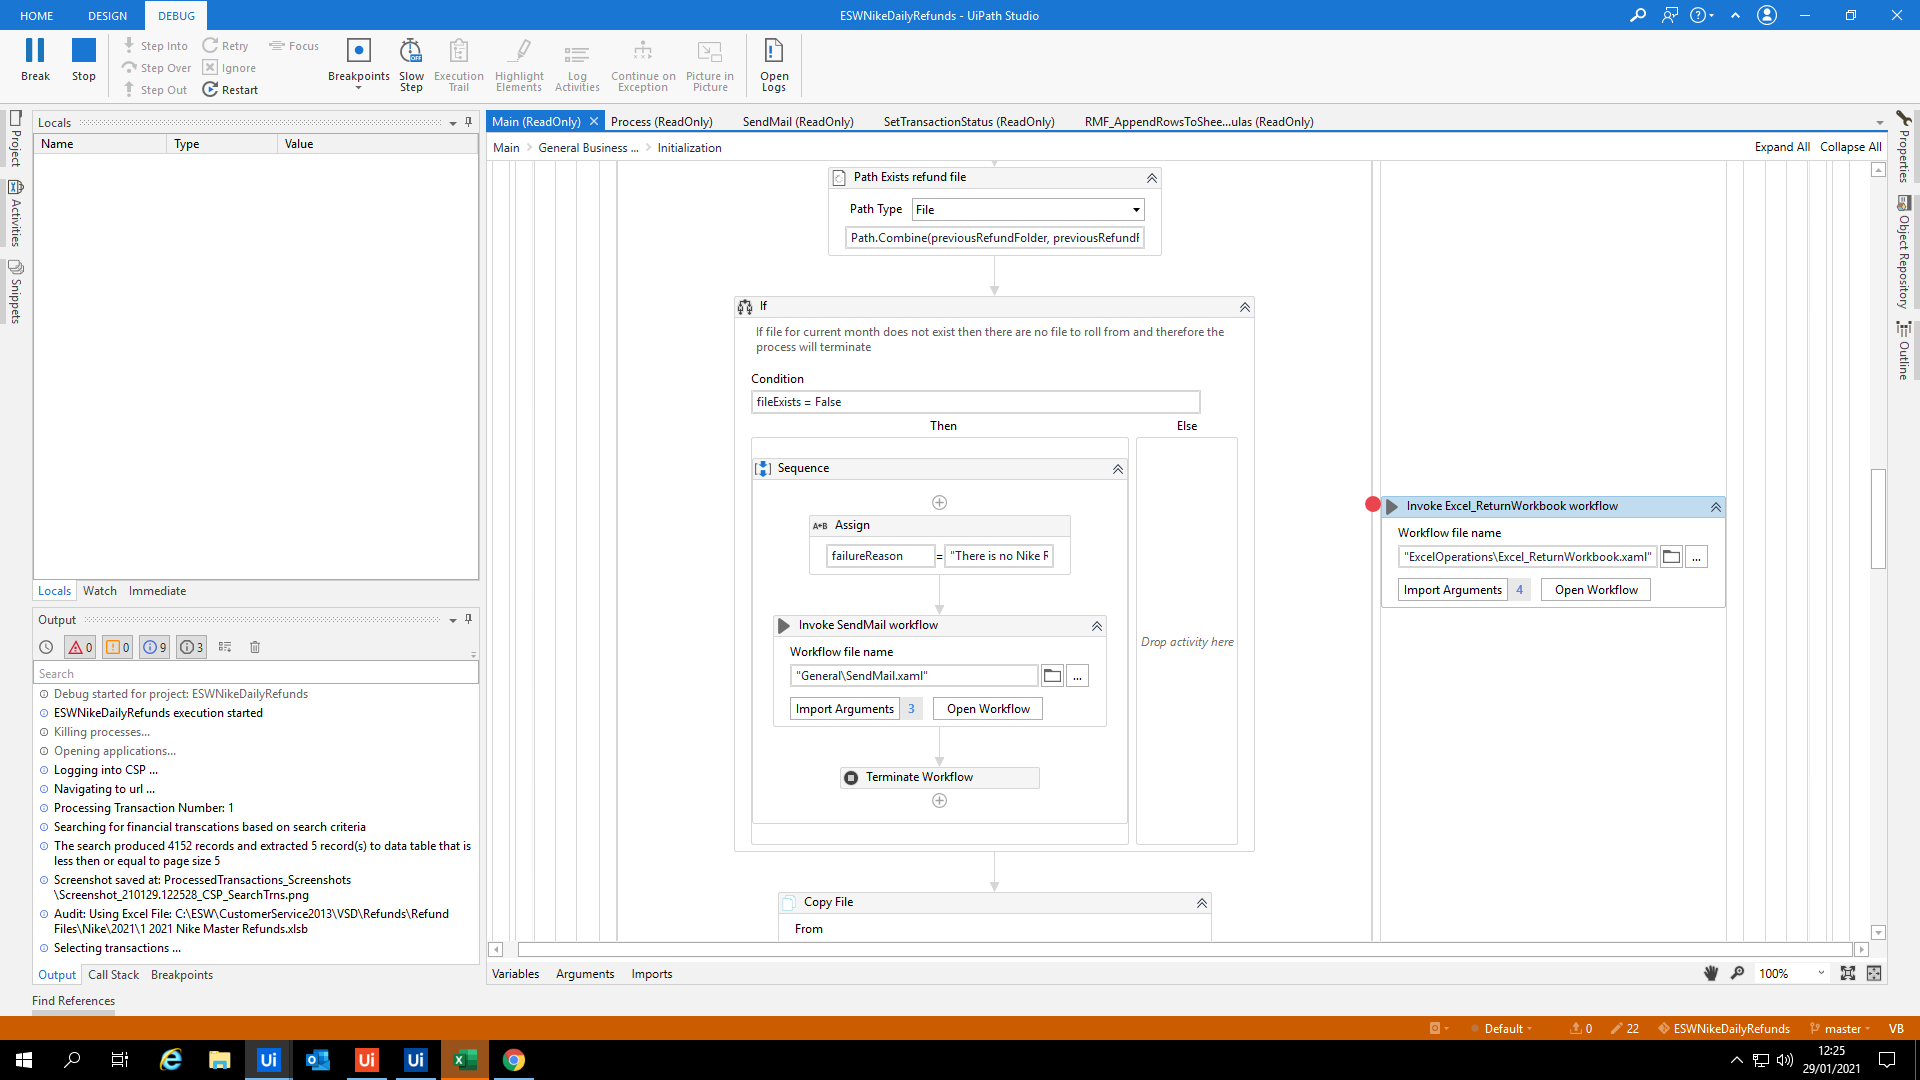 HOME
DESIGN
DEBUG
ESWNikeDailyRefunds - UiPath Studio
Break
Stop
Step Into
Step Over
Step Out
Retry
Ignore
Restart
Focus
Breakpoints
Slow
Step
Execution
Trail
Highlight
Elements
Log
Activities
Continue on
Exception
Picture in
Picture
Open
Logs
Project
Activities
Snippets
Locals
Name
Type
Value
Locals
Watch
Immediate
Output
0
0
9
3
Search
Debug started for project: ESWNikeDailyRefunds
ESWNikeDailyRefunds execution started
Killing processes...
Opening applications...
Logging into CSP ...
Navigating to url ...
Processing Transaction Number: 1
Searching for financial transcations based on search criteria
The search produced 4152 records and extracted 5 record(s) to data table that is
less then or equal to page size 5
Screenshot saved at: ProcessedTransactions_Screenshots
\Screenshot_210129.122528_CSP_SearchTrns.png
Audit: Using Excel File: C:\ESW\CustomerService2013\VSD\Refunds\Refund
Files\Nike\2021\1 2021 Nike Master Refunds.xlsb
Selecting transactions ...
Output
Call Stack
Breakpoints
Find References
Main (ReadOnly)
Process (ReadOnly)
SendMail (ReadOnly)
SetTransactionStatus (ReadOnly)
RMF_AppendRowsToShee...ulas (ReadOnly)
Main
General Business ...
Initialization
Expand All
Collapse All
Path Exists refund file
Path Type
File
Path.Combine(previousRefundFolder, previousRefundF
If
If file for current month does not exist then there are no file to roll from and therefore the
process will terminate
Condition
fileExists = False
Then
Else
Sequence
A+B Assign
failureReason
=
"There is no Nike R
Invoke SendMail workflow
Workflow file name
"General\SendMail.xaml"
...
Import Arguments
3
Open Workflow
Terminate Workflow
Drop activity here
Copy File
From
Invoke Excel_ReturnWorkbook workflow
Workflow file name
"ExcelOperations\Excel_ReturnWorkbook.xaml"
...
Import Arguments
4
Open Workflow
Properties
Object Repository
Outline
Variables
Arguments
Imports
100%
Default
0
22
ESWNikeDailyRefunds
master
VB
Ui
Ui
Ui
12:25
29/01/2021